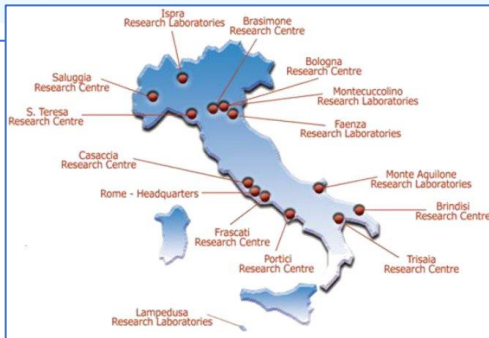 Ispra
Research Laboratories
Brasimone
Research Centre
Bologna
Research Centre
Saluggia
Research Centre
Montecuccolino
Research Laboratories
S. Teresa
Research Centre
Faenza
Research Laboratories
Casaccia
Research Centre
Monte Aquilone
Research Laboratories
Rome - Headquarters
Brindisi
Research Centre
Frascati
Research Centre
Trisaia
Research Centre
Portici
Research Centre
Lampedusa
Research Laboratories